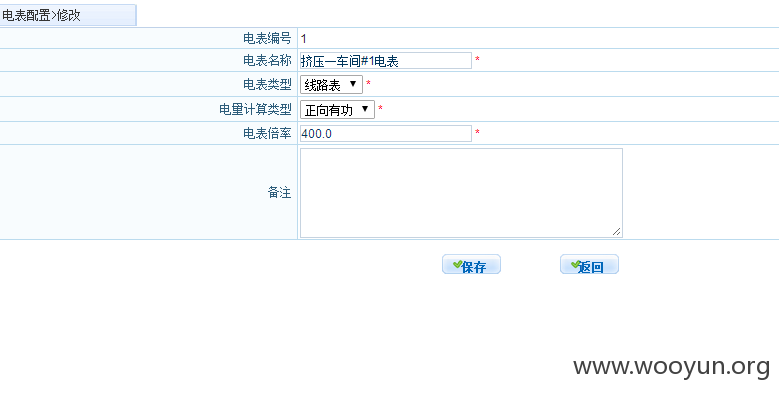 电表配置>修改
电表编号 1
电表名称 挤压一车间#1电表 *
电表类型 线路表 *
电量计算类型 正向有功 *
电表倍率 400.0 *
备注
保存 返回
www.wooyun.org